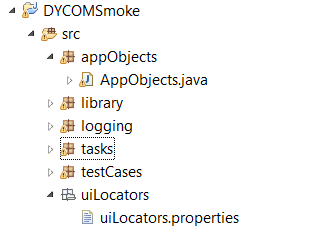 DYCOMSmoke
src
appObjects
AppObjects.java
library
logging
tasks
testCases
uiLocators
uiLocators.properties